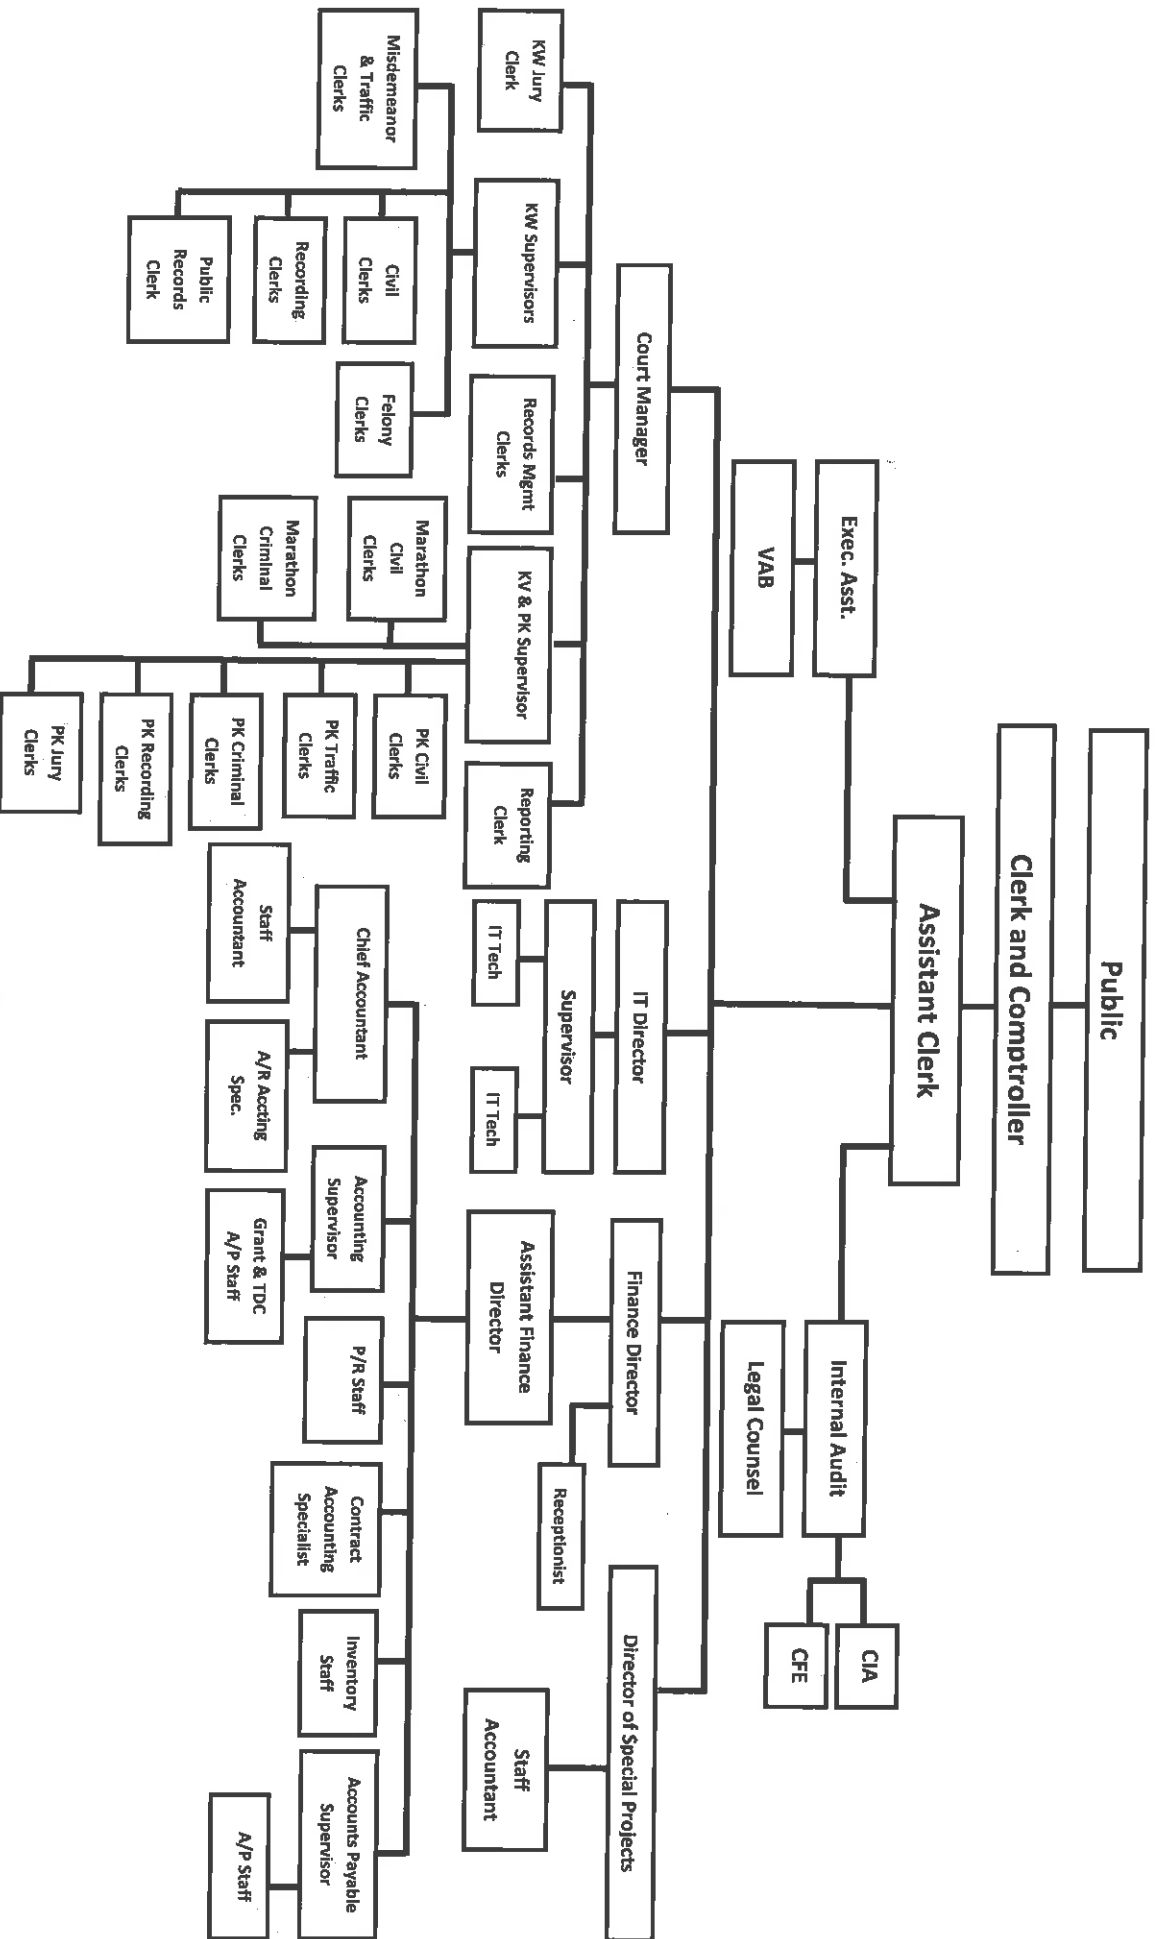 Public
Clerk and Comptroller
Assistant Clerk
Exec. Asst.
VAB
Internal Audit
Legal Counsel
CIA
CFE
Court Manager
IT Director
Finance Director
Director of Special Projects
KW Jury
Clerk
KW Supervisors
Records Mgmt
Clerks
KV & PK Supervisor
Reporting
Clerk
Supervisor
IT Tech
IT Tech
Assistant Finance
Director
Receptionist
Staff
Accountant
Misdemeanor
& Traffic
Clerks
Civil
Clerks
Recording
Clerks
Public
Records
Clerk
Felony
Clerks
Marathon
Civil
Clerks
Marathon
Criminal
Clerks
PK Civil
Clerks
PK Traffic
Clerks
PK Criminal
Clerks
PK Recording
Clerks
PK Jury
Clerks
Chief Accountant
Staff
Accountant
A/R Accting
Spec.
Accounting
Supervisor
Grant & TDC
A/P Staff
P/R Staff
Contract
Accounting
Specialist
Inventory
Staff
Accounts Payable
Supervisor
A/P Staff